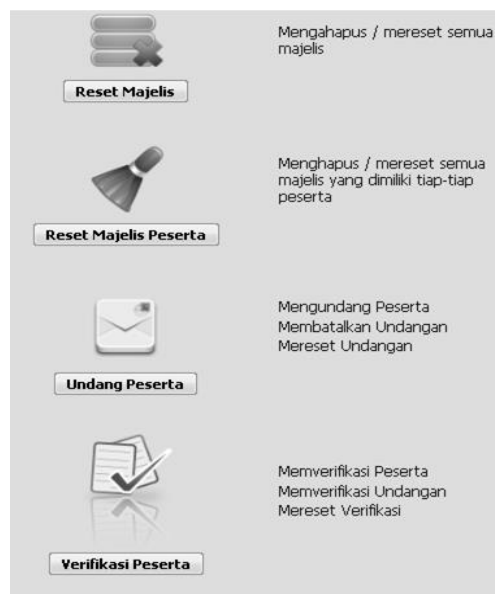 Mengahapus / mereset semua
majelis
Reset Majelis
Menghapus / mereset semua
majelis yang dimiliki tiap-tiap
peserta
Reset Majelis Peserta
Mengundang Peserta
Membatalkan Undangan
Mereset Undangan
Undang Peserta
Memverifikasi Peserta
Memverifikasi Undangan
Mereset Verifikasi
Verifikasi Peserta